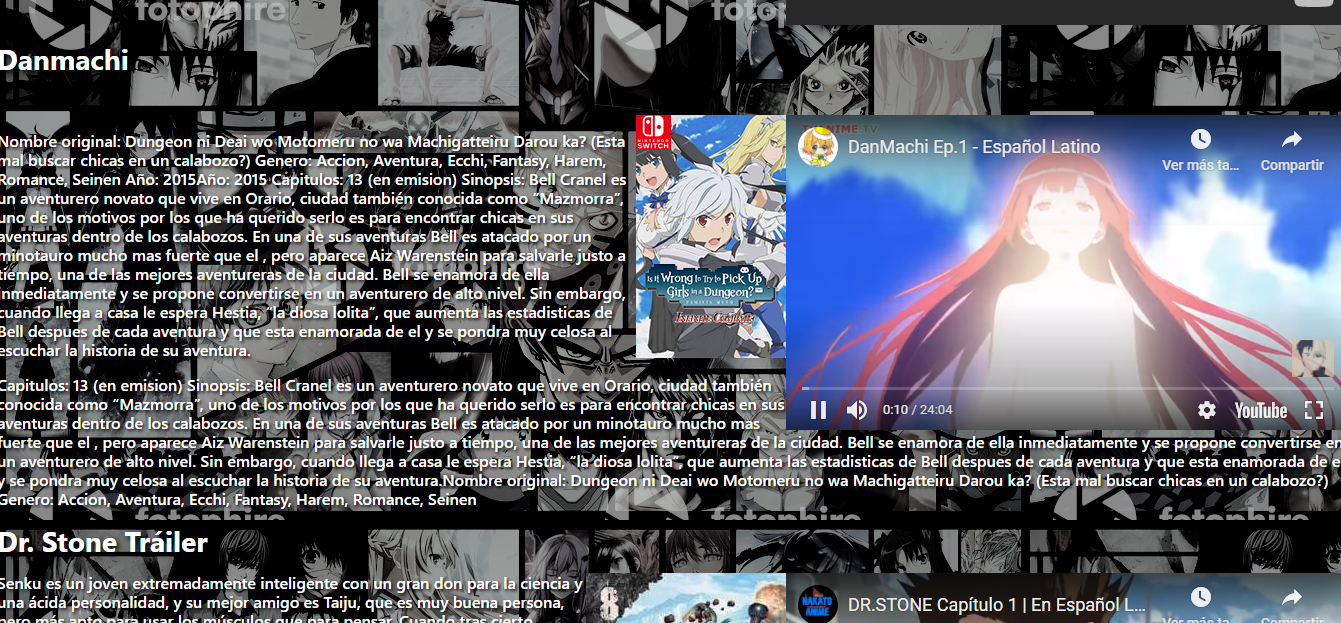 fotophire
fotop
Danmachi
Nombre original: Dungeon ni Deai wo Motomeru no wa Machigatteiru Darou ka? (Esta
mal buscar chicas en un calabozo?) Genero: Accion, Aventura, Ecchi, Fantasy, Harem,
Romance, Seinen Año: 2015Año: 2015 Capitulos: 13 (en emision) Sinopsis: Bell Cranel es
un aventurero novato que vive en Orario, ciudad también conocida como “Mazmorra”,
uno de los motivos por los que há querido serlo es para encontrar chicas en sus
aventuras dentro de los calabozos. En una de sus aventuras Bell es atacado por un
minotauro mucho mas fuerte que el , pero aparece Aiz Warenstein para salvarle justo a
tiempo, una de las mejores aventureras de la ciudad. Bell se enamora de ella
inmediatamente y se propone convertirse en un aventurero de alto nivel. Sin embargo,
cuando llega a casa le espera Hestia, “la diosa lolita”, que aumenta las estadisticas de
Bell despues de cada aventura y que esta enamorada de el y se pondra muy celosa al
escuchar la historia de su aventura.
NINTENDO
SWITCH
Is it Wrong to Try to Pick Up
Girls in a Dungeon?
FAMILIA MYTH
INFINITE COMBATE
ANIME TV
DanMachi Ep.1 - Español Latino
Ver más ta...
Compartir
0:10 / 24:04
YouTube
Capitulos: 13 (en emision) Sinopsis: Bell Cranel es un aventurero novato que vive en Orario, ciudad también
conocida como “Mazmorra”, uno de los motivos por los que ha querido serlo es para encontrar chicas en sus
aventuras dentro de los calabozos. En una de sus aventuras Bell es atacado por un minotauro mucho mas
fuerte que el , pero aparece Aiz Warenstein para salvarle justo a tiempo, una de las mejores aventureras de la ciudad. Bell se enamora de ella inmediatamente y se propone convertirse en
un aventurero de alto nivel. Sin embargo, cuando llega a casa le espera Hestia, “la diosa lolita”, que aumenta las estadisticas de Bell despues de cada aventura y que esta enamorada de e
y se pondra muy celosa al escuchar la historia de su aventura.Nombre original: Dungeon ni Deai wo Motomeru no wa Machigatteiru Darou ka? (Esta mal buscar chicas en un calabozo?)
Genero: Accion, Aventura, Ecchi, Fantasy, Harem, Romance, Seinen
fotophire
fotophire
fotophire
Dr. Stone Tráiler
Senku es un joven extremadamente inteligente con un gran don para la ciencia y
una ácida personalidad, y su mejor amigo es Taiju, que es muy buena persona,
pero más apto para usar los músculos que para pensar. Cuando tras cierto
NAKATO
ANIME
DR.STONE Capítulo 1 | En Español L...
Ver más ta...
Compartir